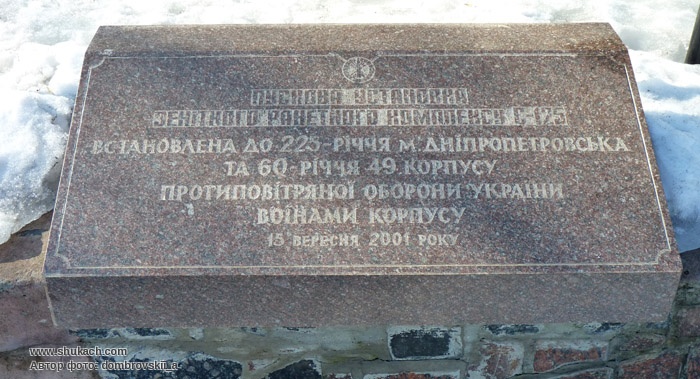 ПУСКОВА УСТАНОВКА
ЗЕНІТНОГО РАКЕТНОГО КОМПЛЕКСУ С-125
ВСТАНОВЛЕНА ДО 225-РІЧЧЯ М. ДНІПРОПЕТРОВСЬКА
ТА 60-РІЧЧЯ 49 КОРПУСУ
ПРОТИПОВІТРЯНОЇ ОБОРОНИ УКРАЇНИ
ВОЇНАМИ КОРПУСУ
15 ВЕРЕСНЯ 2001 РОКУ
www.shukach.com
Автор фото: dombrovskii_a